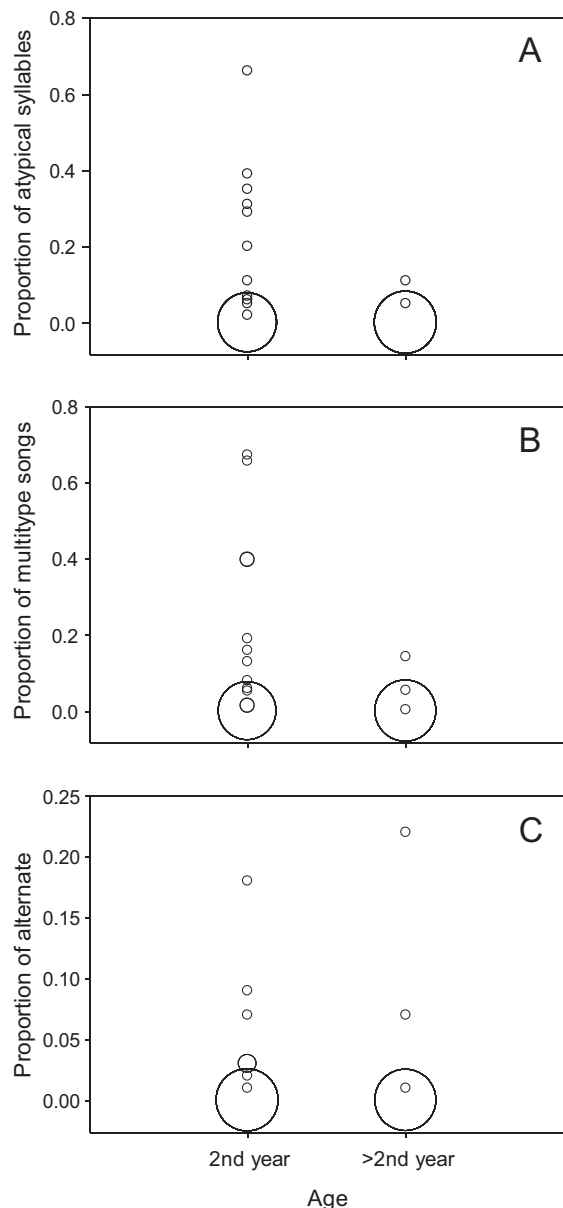 A
Proportion of atypical syllables
0.8
0.6
0.4
0.2
0.0
B
Proportion of multitype songs
0.8
0.6
0.4
0.2
0.0
C
Proportion of alternate
0.25
0.20
0.15
0.10
0.05
0.00
2nd year >2nd year
Age